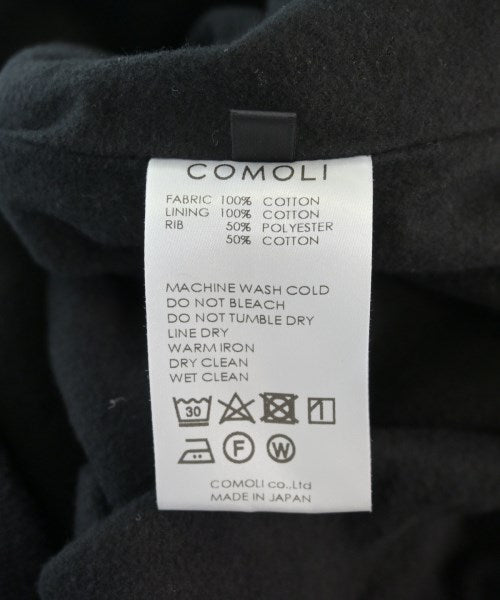 COMOLI
FABRIC 100% COTTON
LINING 100% COTTON
RIB 50% POLYESTER
50% COTTON
MACHINE WASH COLD
DO NOT BLEACH
DO NOT TUMBLE DRY
LINE DRY
WARM IRON
DRY CLEAN
WET CLEAN
30
F W
COMOLI co.,Ltd
MADE IN JAPAN